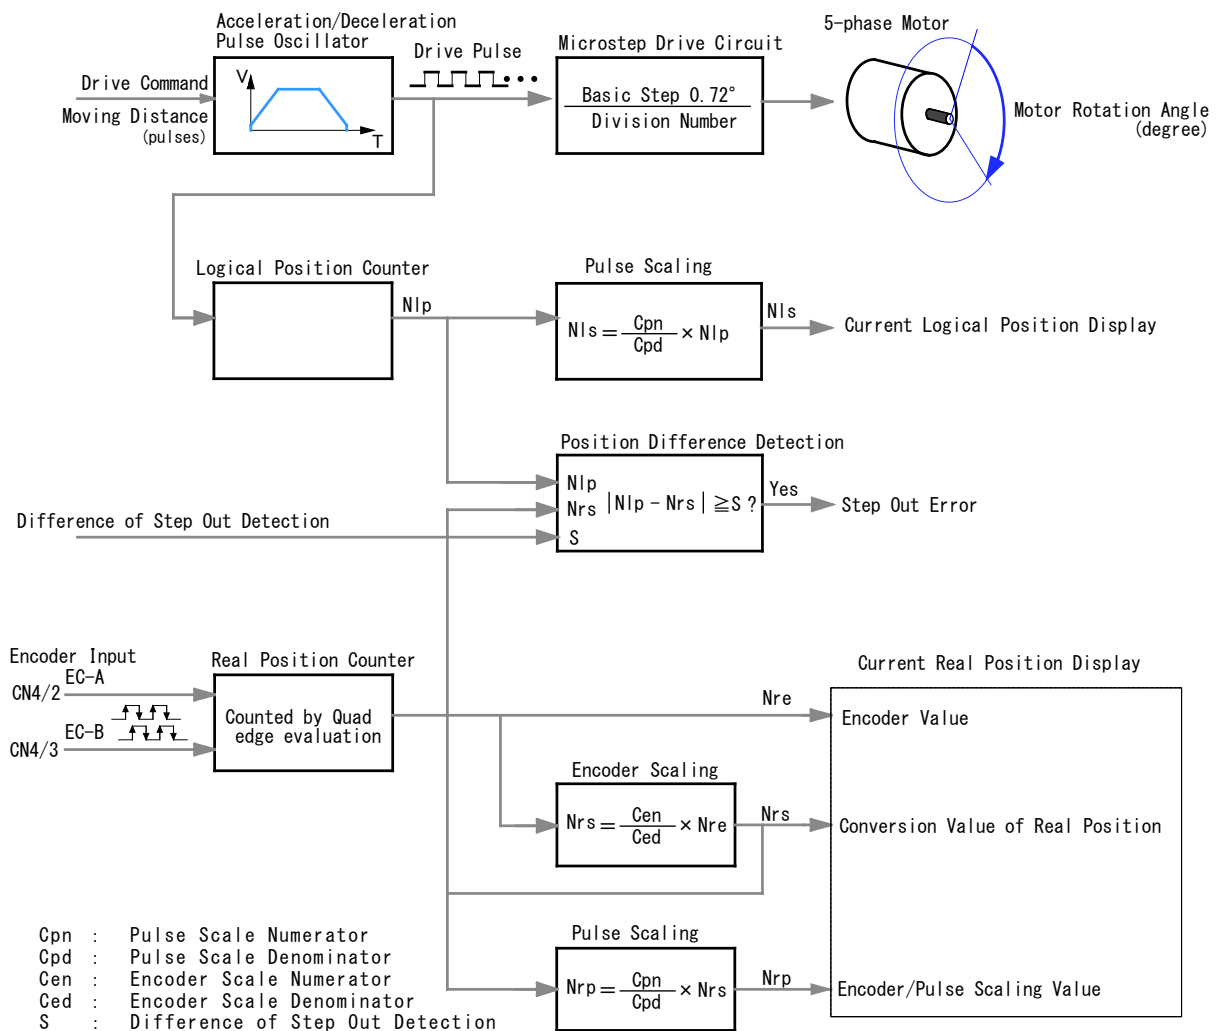 Acceleration/Deceleration
Pulse Oscillator
5-phase Motor
Drive Pulse
Microstep Drive Circuit
V
T
Drive Command
Moving Distance
(pulses)
Basic Step 0.72°
Division Number
Motor Rotation Angle
(degree)
Logical Position Counter
Pulse Scaling
Nlp
Nls = Cpn / Cpd × Nlp
Nls
Current Logical Position Display
Position Difference Detection
Nlp
Nrs
S
|Nlp - Nrs| ≧ S ?
Yes
Step Out Error
Difference of Step Out Detection
Encoder Input
Real Position Counter
Current Real Position Display
CN4/2
EC-A
EC-B
CN4/3
Counted by Quad
edge evaluation
Nre
Encoder Value
Encoder Scaling
Nrs = Cen / Ced × Nre
Nrs
Conversion Value of Real Position
Pulse Scaling
Nrp = Cpn / Cpd × Nrs
Nrp
Encoder/Pulse Scaling Value
Cpn : Pulse Scale Numerator
Cpd : Pulse Scale Denominator
Cen : Encoder Scale Numerator
Ced : Encoder Scale Denominator
S : Difference of Step Out Detection